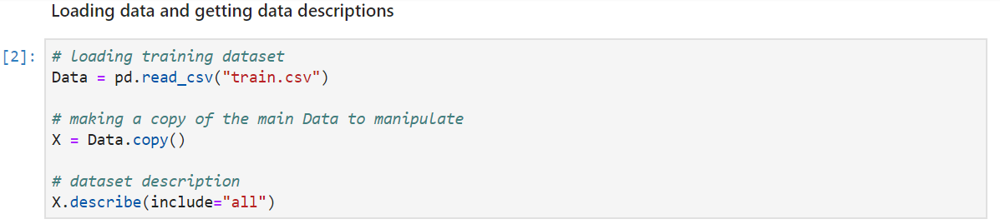 Loading data and getting data descriptions
[2]:
# Loading training dataset
Data = pd.read_csv("train.csv")
# making a copy of the main Data to manipulate
X = Data.copy()
# dataset description
X.describe(include="all")